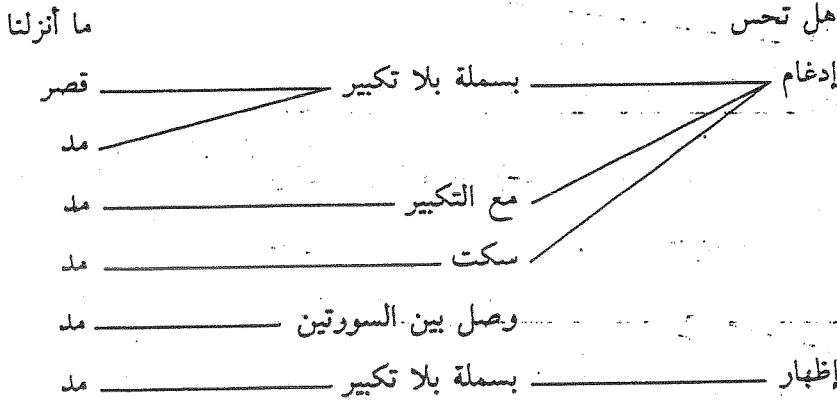 هل تحس ما أنزلنا
إدغام بسملة بلا تكبير قصر
مد
مع التكبير مد
سكت مد
وصل بين السورتين مد
إظهار بسملة بلا تكبير مد